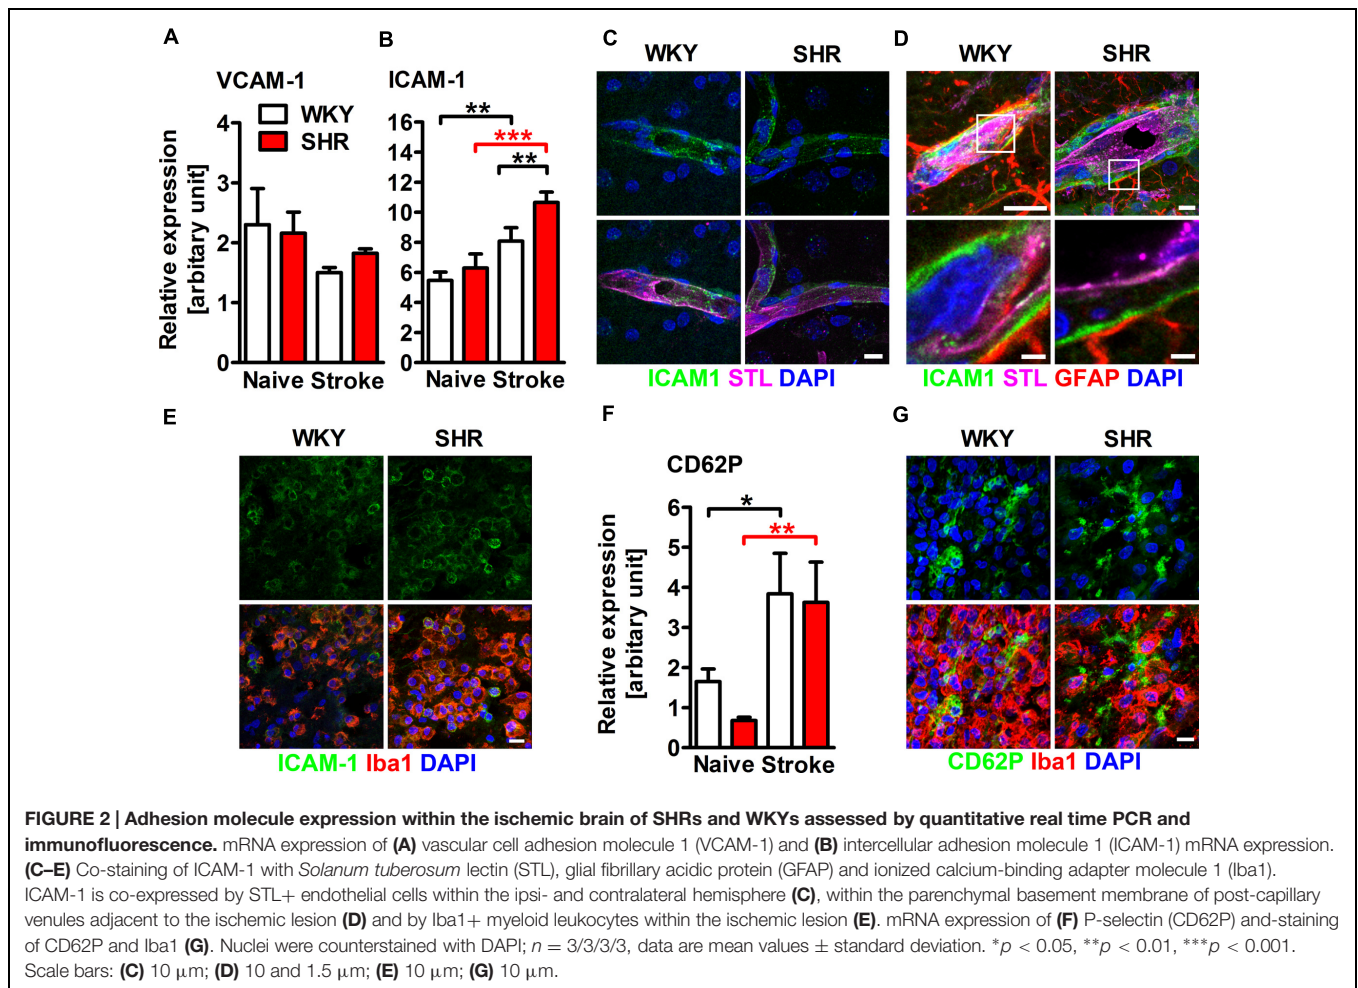 A
B
C
D
VCAM-1
ICAM-1
WKY
SHR
WKY
SHR
WKY
SHR
Relative expression
[arbitary unit]
4
3
2
1
0
16
14
12
10
8
6
4
2
0
**
***
**
Naive Stroke
Naive Stroke
ICAM1 STL DAPI
ICAM1 STL GFAP DAPI
E
F
G
WKY
SHR
CD62P
WKY
SHR
Relative expression
[arbitary unit]
6
5
4
3
2
1
0
*
**
Naive Stroke
ICAM-1 Iba1 DAPI
CD62P Iba1 DAPI
FIGURE 2 | Adhesion molecule expression within the ischemic brain of SHRs and WKYs assessed by quantitative real time PCR and
immunofluorescence. mRNA expression of (A) vascular cell adhesion molecule 1 (VCAM-1) and (B) intercellular adhesion molecule 1 (ICAM-1) mRNA expression.
(C–E) Co-staining of ICAM-1 with Solanum tuberosum lectin (STL), glial fibrillary acidic protein (GFAP) and ionized calcium-binding adapter molecule 1 (Iba1).
ICAM-1 is co-expressed by STL+ endothelial cells within the ipsi- and contralateral hemisphere (C), within the parenchymal basement membrane of post-capillary
venules adjacent to the ischemic lesion (D) and by Iba1+ myeloid leukocytes within the ischemic lesion (E). mRNA expression of (F) P-selectin (CD62P) and-staining
of CD62P and Iba1 (G). Nuclei were counterstained with DAPI; n = 3/3/3/3, data are mean values ± standard deviation. *p < 0.05, **p < 0.01, ***p < 0.001.
Scale bars: (C) 10 μm; (D) 10 and 1.5 μm; (E) 10 μm; (G) 10 μm.